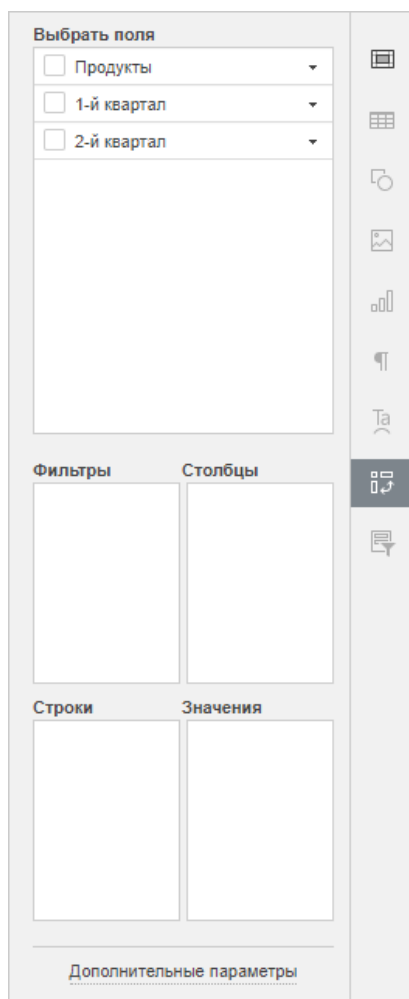 Выбрать поля
Продукты
1-й квартал
2-й квартал
Фильтры Столбцы
Строки Значения
Дополнительные параметры